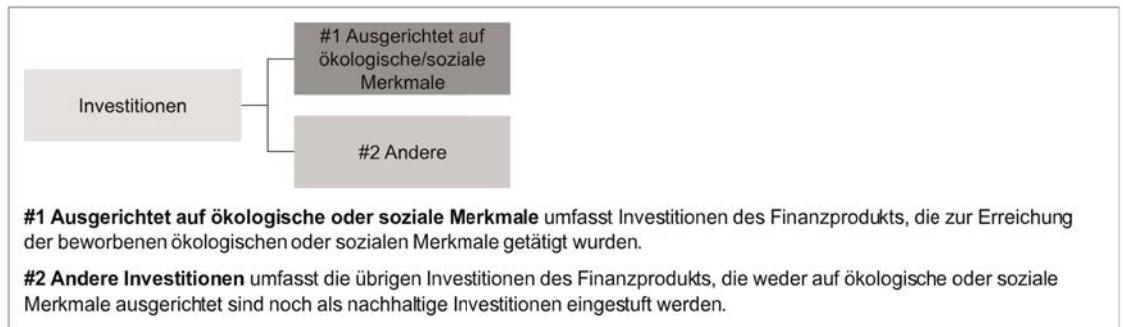 #1 Ausgerichtet auf
ökologische/soziale
Merkmale
Investitionen
#2 Andere
#1 Ausgerichtet auf ökologische oder soziale Merkmale umfasst Investitionen des Finanzprodukts, die zur Erreichung
der beworbenen ökologischen oder sozialen Merkmale getätigt wurden.
#2 Andere Investitionen umfasst die übrigen Investitionen des Finanzprodukts, die weder auf ökologische oder soziale
Merkmale ausgerichtet sind noch als nachhaltige Investitionen eingestuft werden.